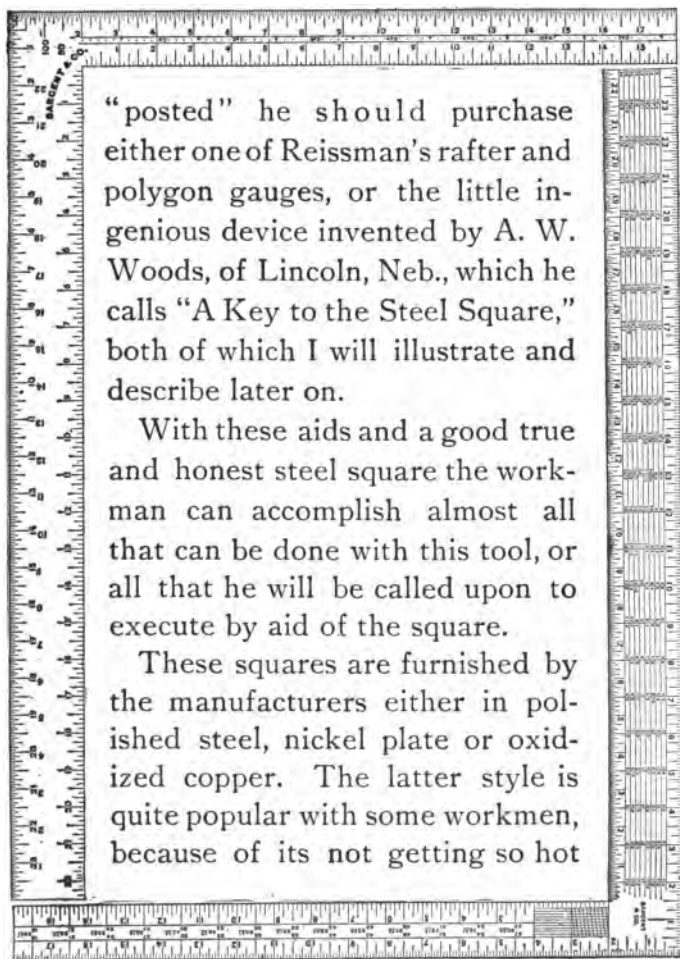 SARGENT & CO.
“posted” he should purchase
either one of Reissman’s rafter and
polygon gauges, or the little in-
genious device invented by A. W.
Woods, of Lincoln, Neb., which he
calls “A Key to the Steel Square,”
both of which I will illustrate and
describe later on.
With these aids and a good true
and honest steel square the work-
man can accomplish almost all
that can be done with this tool, or
all that he will be called upon to
execute by aid of the square.
These squares are furnished by
the manufacturers either in pol-
ished steel, nickel plate or oxid-
ized copper. The latter style is
quite popular with some workmen,
because of its not getting so hot